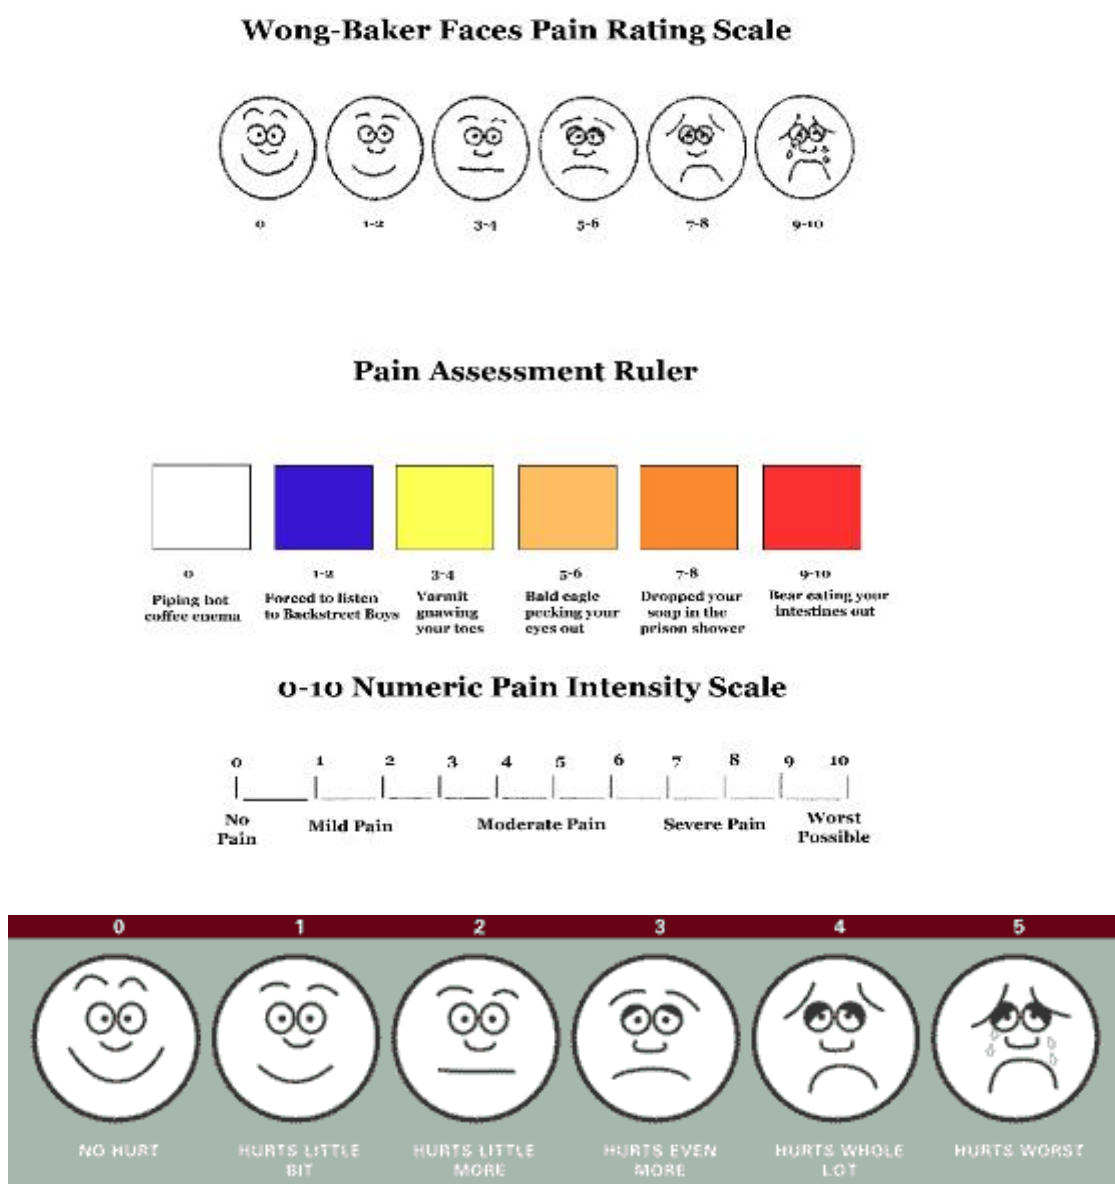 Wong-Baker Faces Pain Rating Scale
0 1-2 3-4 5-6 7-8 9-10
Pain Assessment Ruler
0 1-2 3-4 5-6 7-8 9-10
Piping hot
coffee enema
Forced to listen
to Backstreet Boys
Varmit
gnawing
your toes
Bald eagle
pecking your
eyes out
Dropped your
soap in the
prison shower
Bear eating your
intestines out
0-10 Numeric Pain Intensity Scale
0 1 2 3 4 5 6 7 8 9 10
No
Pain
Mild Pain
Moderate Pain
Severe Pain
Worst
Possible
0 1 2 3 4 5
NO HURT
HURTS LITTLE
BIT
HURTS LITTLE
MORE
HURTS EVEN
MORE
HURTS WHOLE
LOT
HURTS WORST